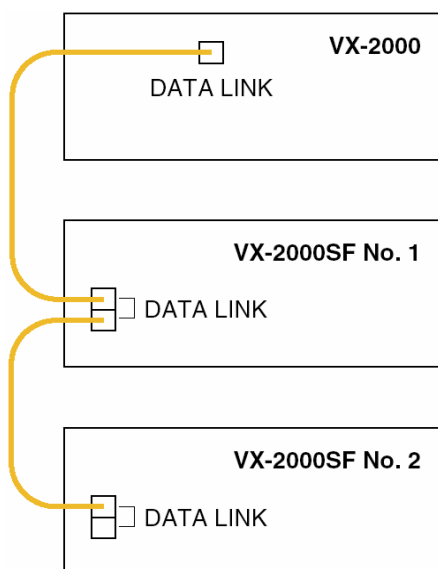 VX-2000
DATA LINK
VX-2000SF No. 1
DATA LINK
VX-2000SF No. 2
DATA LINK